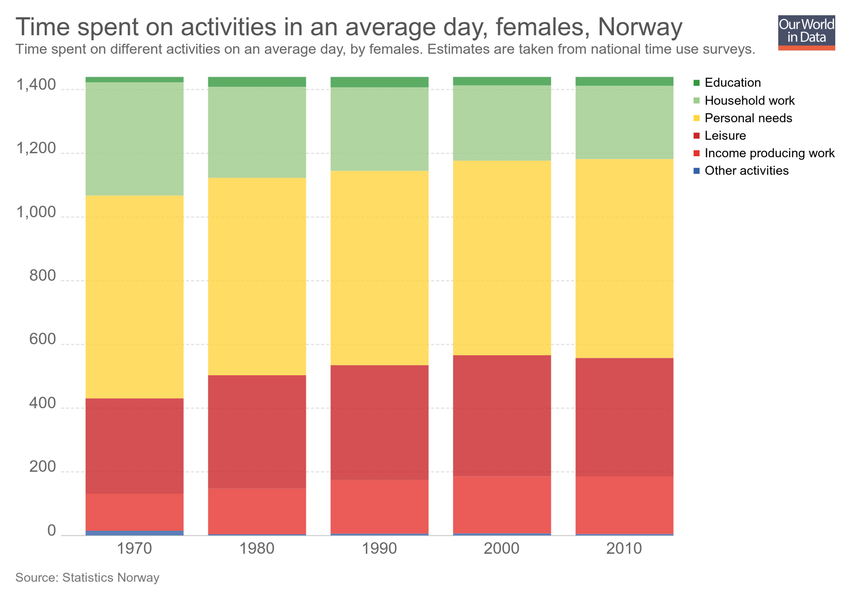 Time spent on activities in an average day, females, Norway
Our World
in Data
Time spent on different activities on an average day, by females. Estimates are taken from national time use surveys.
1,400
1,200
1,000
800
600
400
200
0
1970
1980
1990
2000
2010
Education
Household work
Personal needs
Leisure
Income producing work
Other activities
Source: Statistics Norway